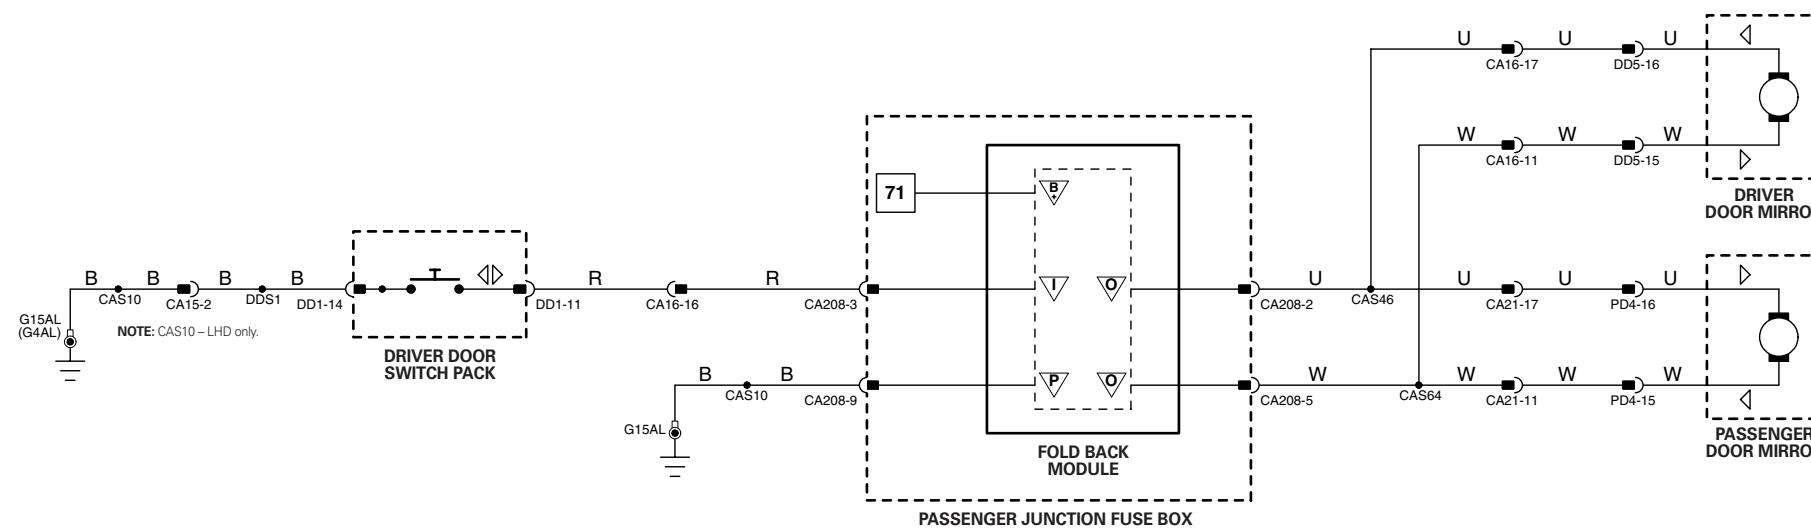 U U U
CA16-17 DD5-16
W W W
CA16-11 DD5-15
DRIVER
DOOR MIRRO
71
B
+
B B B B
CAS10 CA15-2 DDS1 DD1-14
G15AL
(G4AL)
NOTE: CAS10 – LHD only.
DRIVER DOOR
SWITCH PACK
R R
DD1-11 CA16-16 CA208-3
I O
U U U U
CA208-2 CAS46 CA21-17 PD4-16
B B
CAS10 CA208-9
G15AL
P O
W W W W
CA208-5 CAS64 CA21-11 PD4-15
FOLD BACK
MODULE
PASSENGER
DOOR MIRRO
PASSENGER JUNCTION FUSE BOX